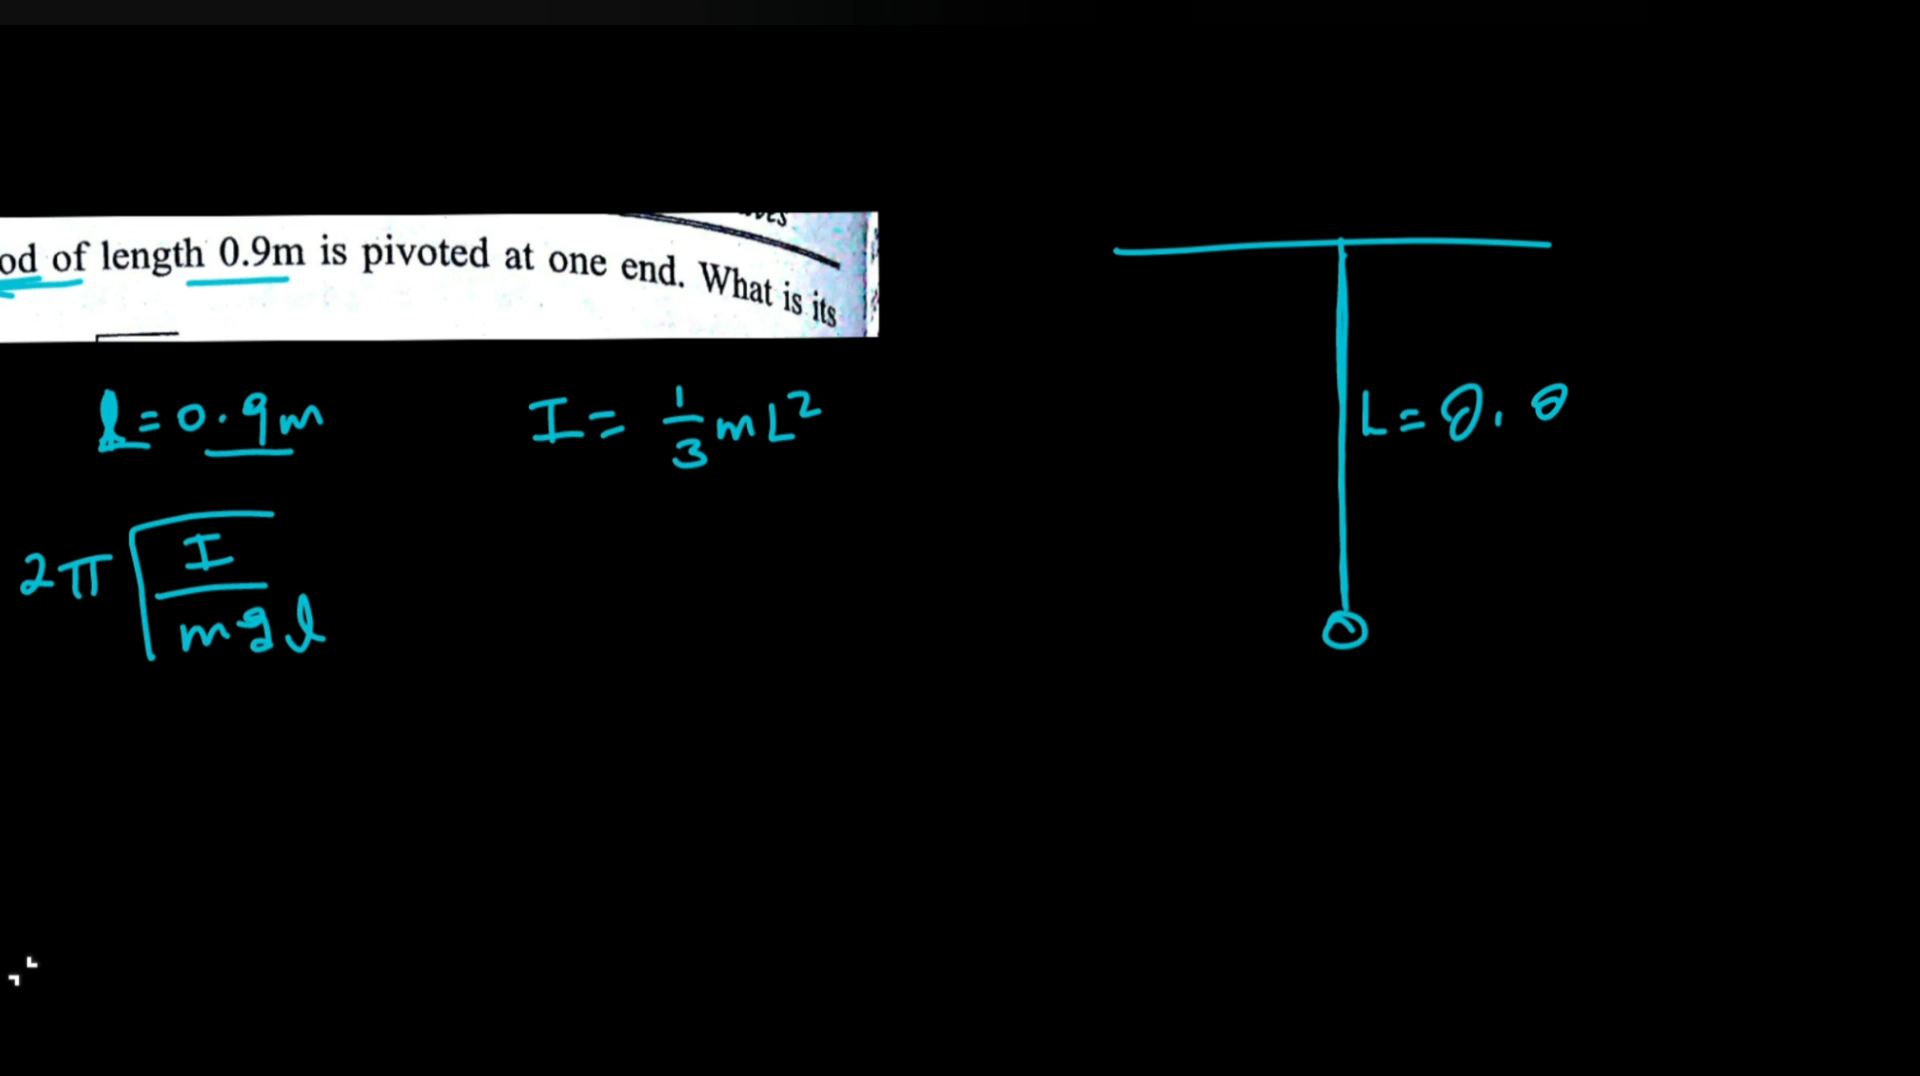 od of length 0.9m is pivoted at one end. What is its
l = 0.9m
I = 1/3 mL²
L = 0.
2π √(I / mgl)